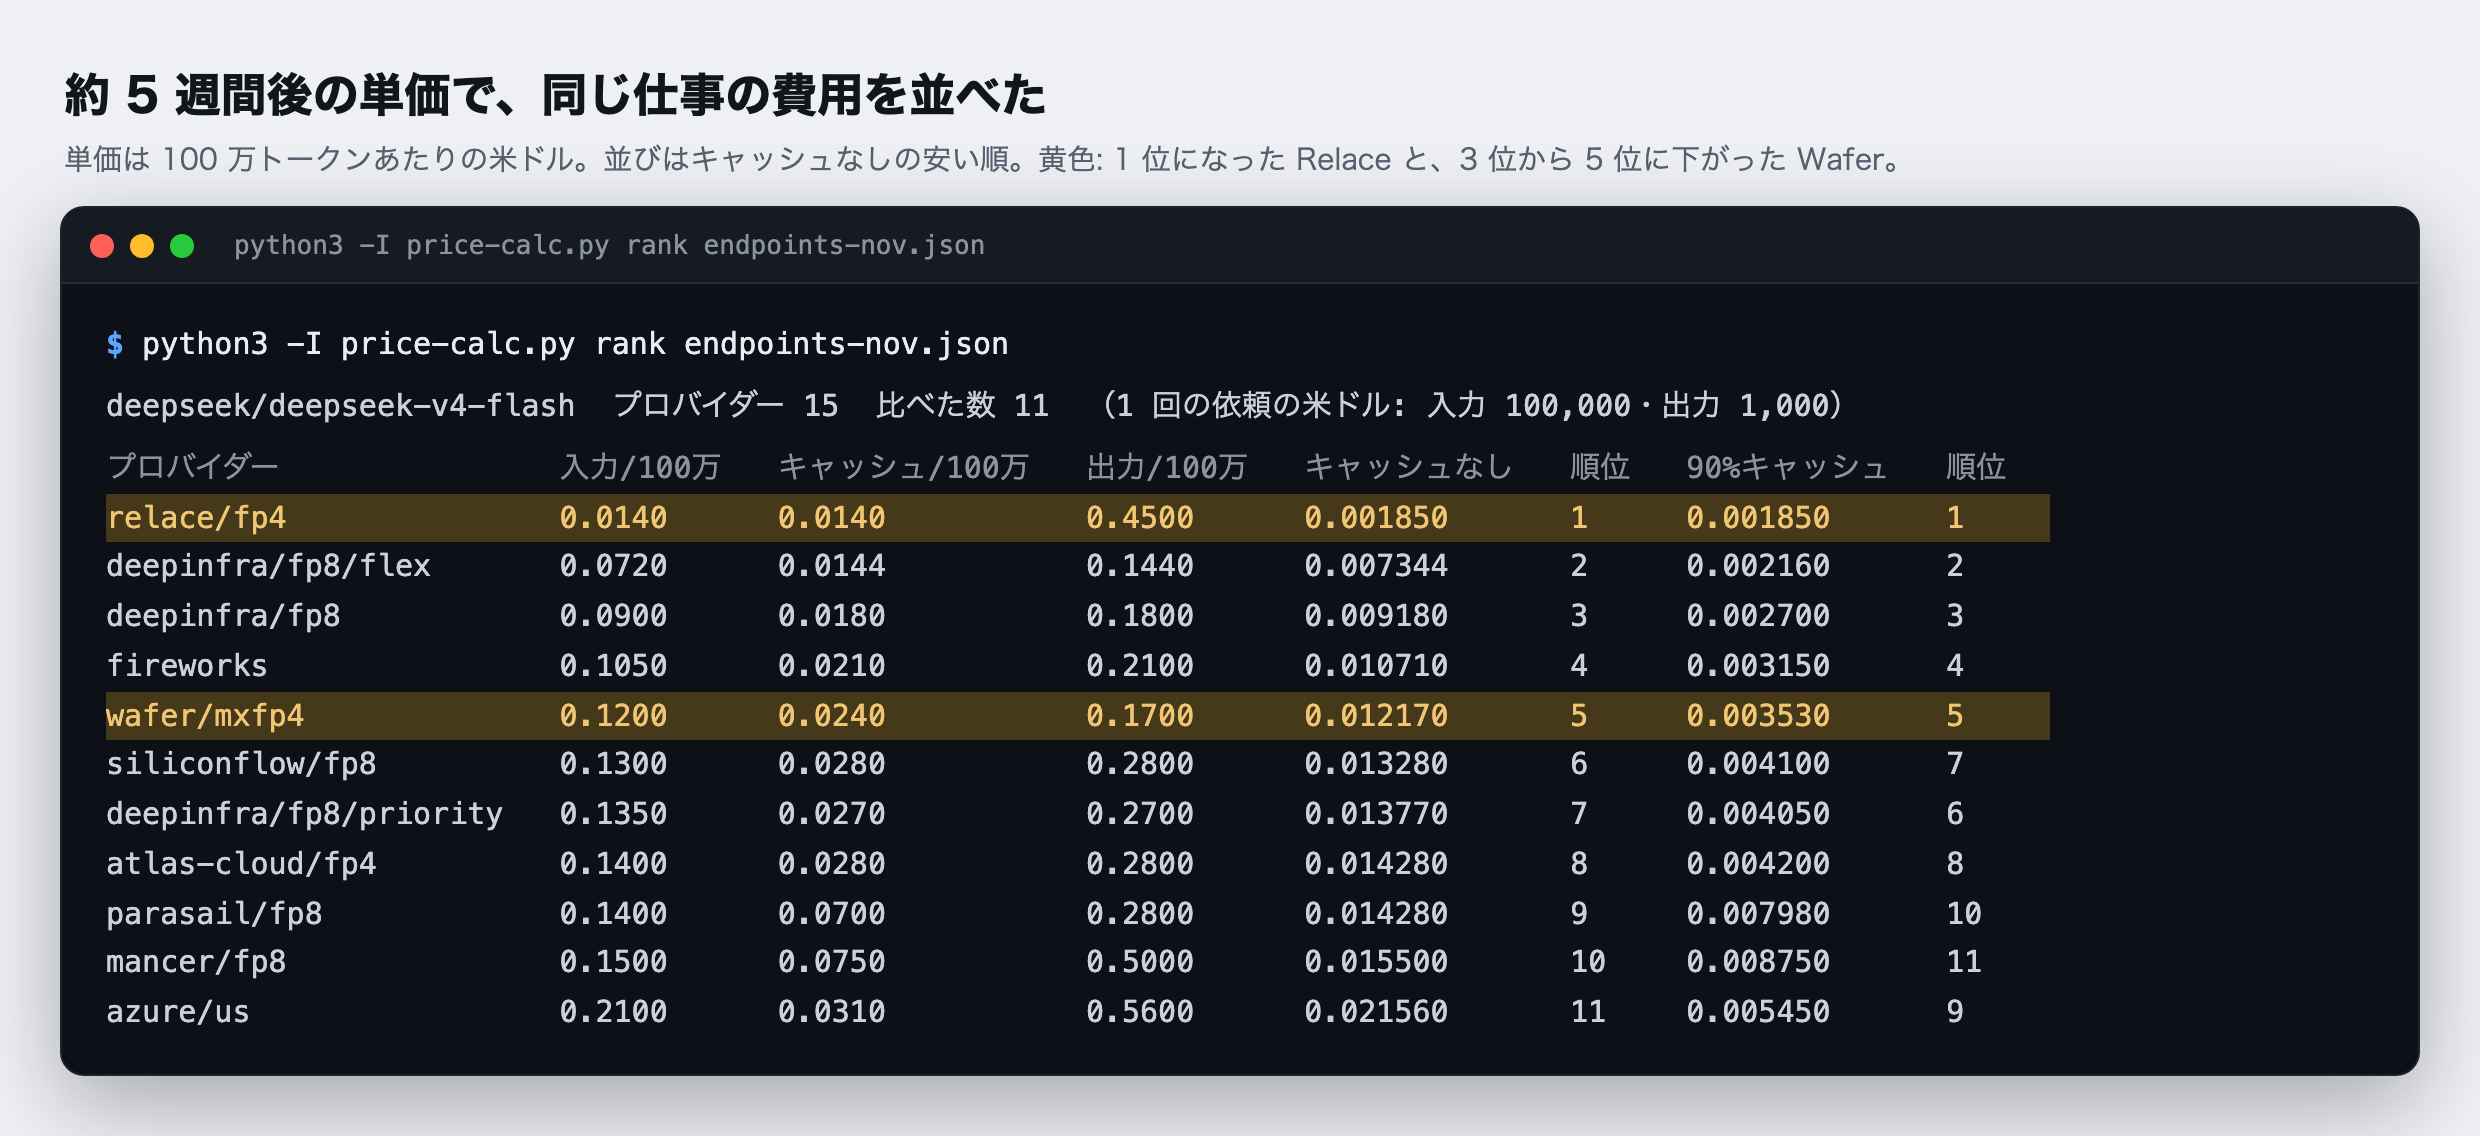 約 5 週間後の単価で、同じ仕事の費用を並べた
単価は 100 万トークンあたりの米ドル。並びはキャッシュなしの安い順。黄色: 1 位になった Relace と、3 位から 5 位に下がった Wafer。
python3 -I price-calc.py rank endpoints-nov.json
$ python3 -I price-calc.py rank endpoints-nov.json
deepseek/deepseek-v4-flash プロバイダー 15 比べた数 11 （1 回の依頼の米ドル: 入力 100,000・出力 1,000）
プロバイダー 入力/100万 キャッシュ/100万 出力/100万 キャッシュなし 順位 90%キャッシュ 順位
relace/fp4 0.0140 0.0140 0.4500 0.001850 1 0.001850 1
deepinfra/fp8/flex 0.0720 0.0144 0.1440 0.007344 2 0.002160 2
deepinfra/fp8 0.0900 0.0180 0.1800 0.009180 3 0.002700 3
fireworks 0.1050 0.0210 0.2100 0.010710 4 0.003150 4
wafer/mxfp4 0.1200 0.0240 0.1700 0.012170 5 0.003530 5
siliconflow/fp8 0.1300 0.0280 0.2800 0.013280 6 0.004100 7
deepinfra/fp8/priority 0.1350 0.0270 0.2700 0.013770 7 0.004050 6
atlas-cloud/fp4 0.1400 0.0280 0.2800 0.014280 8 0.004200 8
parasail/fp8 0.1400 0.0700 0.2800 0.014280 9 0.007980 10
mancer/fp8 0.1500 0.0750 0.5000 0.015500 10 0.008750 11
azure/us 0.2100 0.0310 0.5600 0.021560 11 0.005450 9